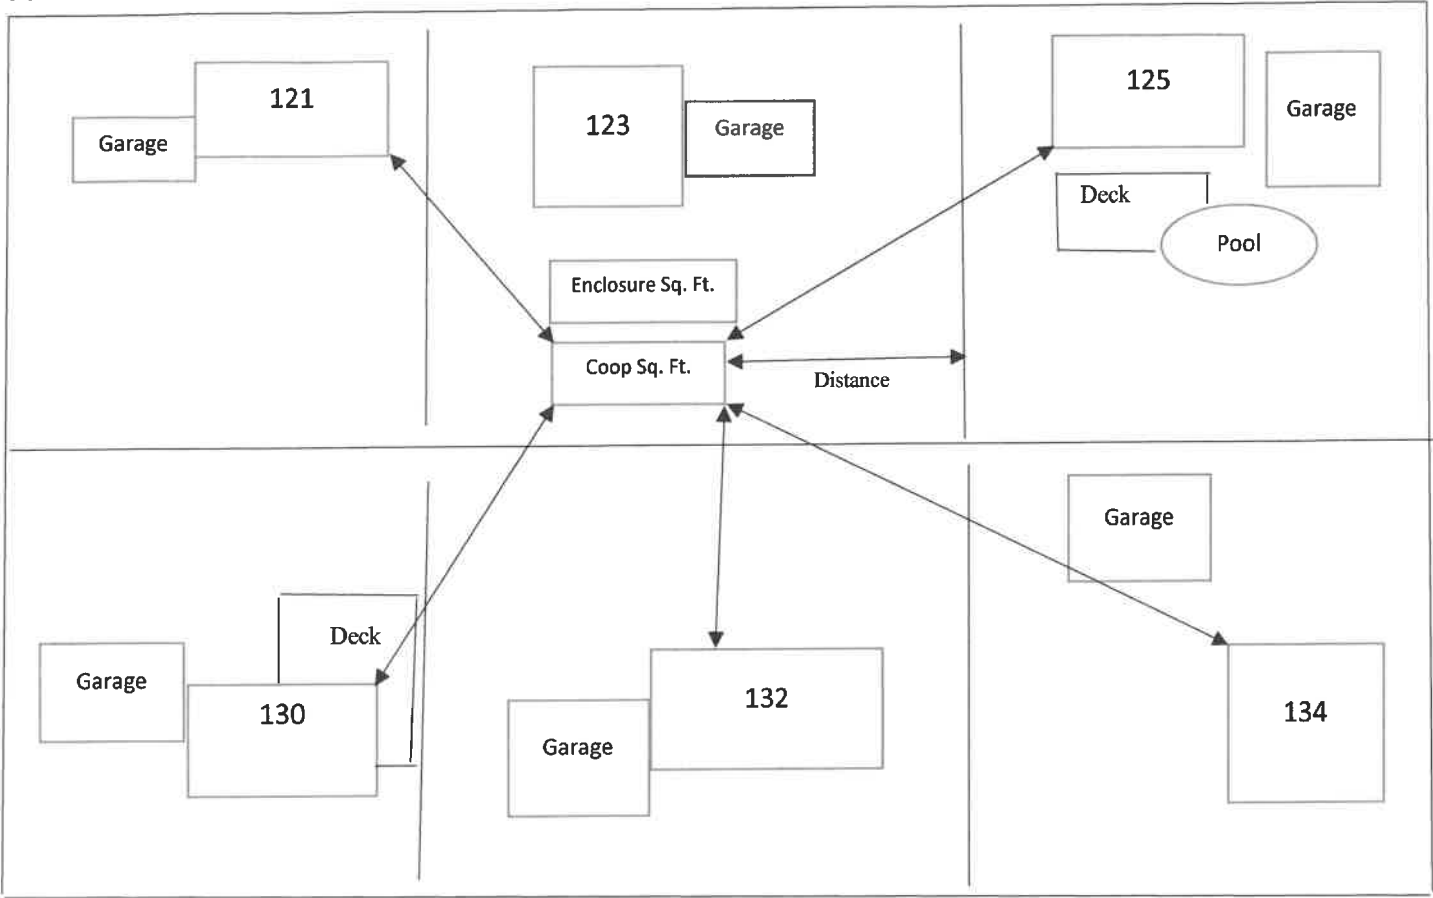 121
Garage
123
Garage
125
Garage
Deck
Pool
Enclosure Sq. Ft.
Coop Sq. Ft.
Distance
Garage
Deck
Garage
130
132
Garage
134